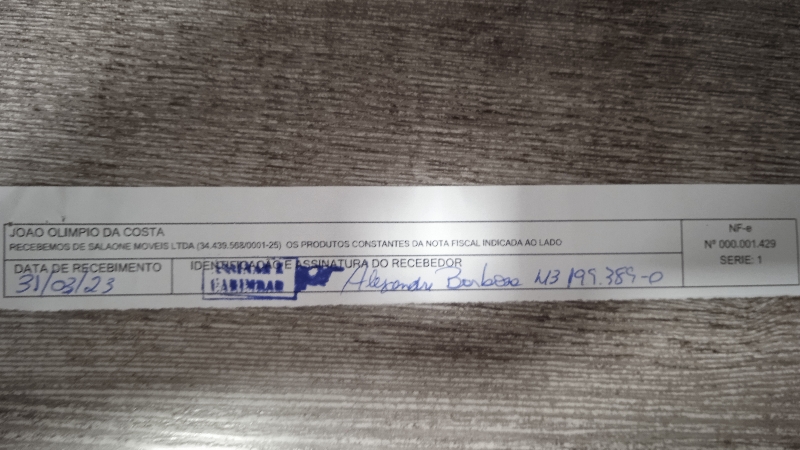 JOAO OLIMPIO DA COSTA
RECEBEMOS DE SALAONE MOVEIS LTDA (34.439.568/0001-25) OS PRODUTOS CONSTANTES DA NOTA FISCAL INDICADA AO LADO
NF-e
Nº 000.001.429
SERIE: 1
DATA DE RECEBIMENTO
31/03/23
IDENTIFICAÇÃO E ASSINATURA DO RECEBEDOR
CARIMBAR
Barbosa M3 199.389-0